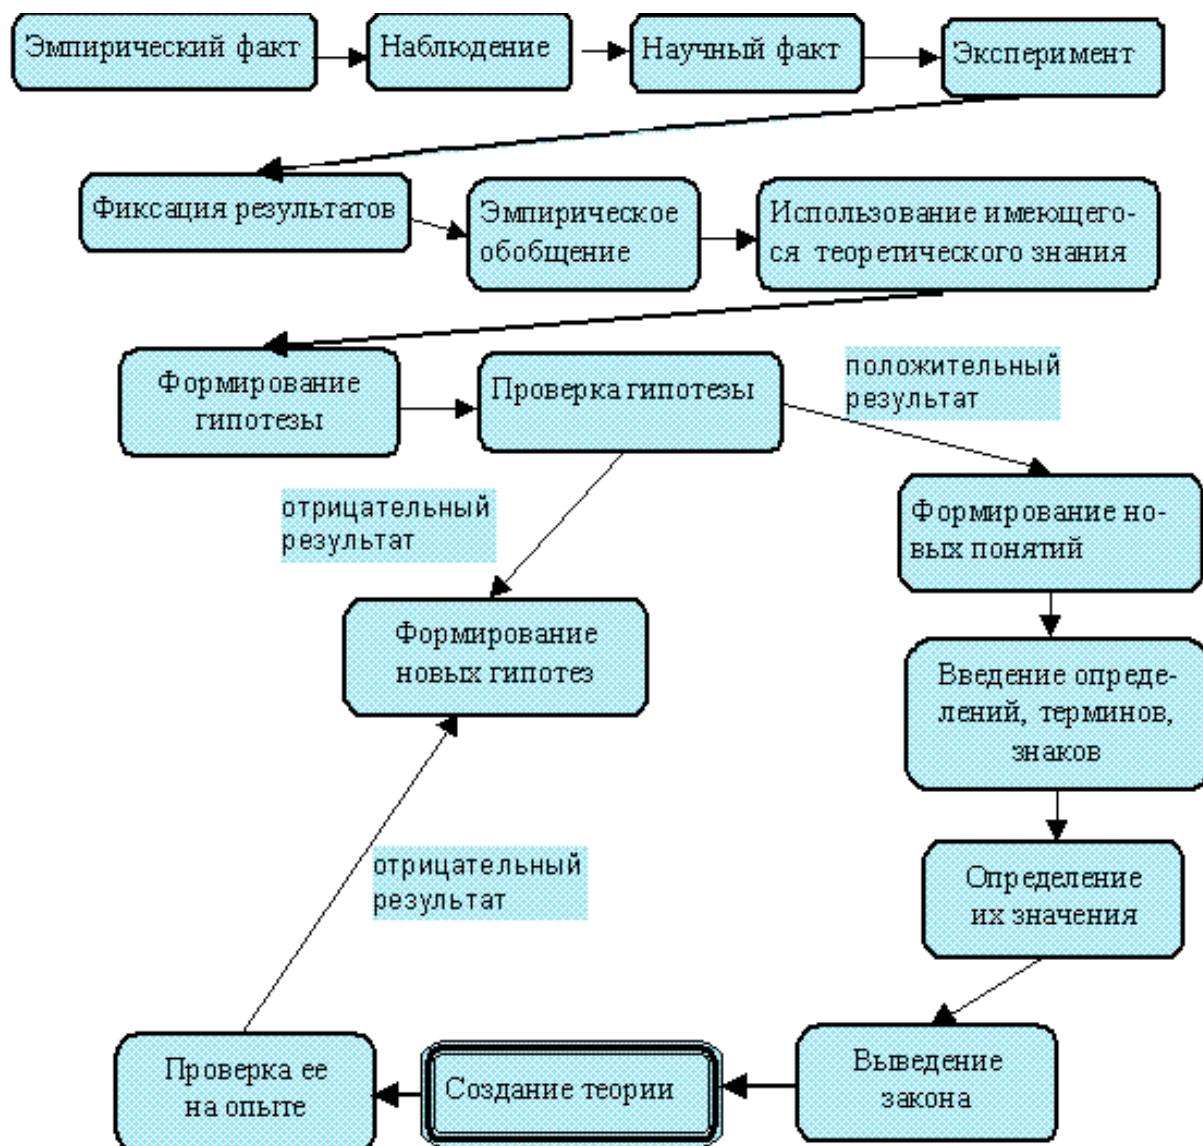 Эмпирический факт
Наблюдение
Научный факт
Эксперимент
Фиксация результатов
Эмпирическое
обобщение
Использование имеющего-
ся теоретического знания
Формирование
гипотезы
Проверка гипотезы
положительный
результат
отрицательный
результат
Формирование но-
вых понятий
Формирование
новых гипотез
Введение опреде-
лений, терминов,
знаков
отрицательный
результат
Определение
их значения
Проверка ее
на опыте
Создание теории
Выведение
закона